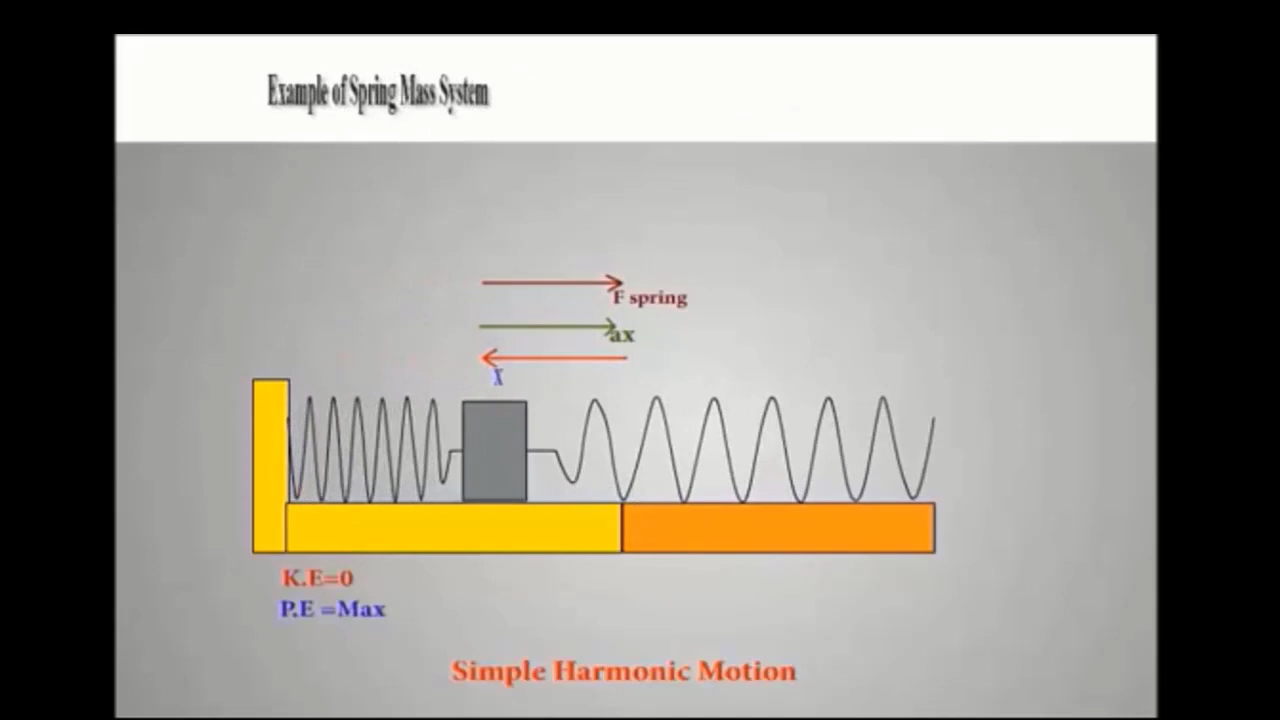 Example of Spring Mass System
F spring
ax
X
K.E=0
P.E =Max
Simple Harmonic Motion